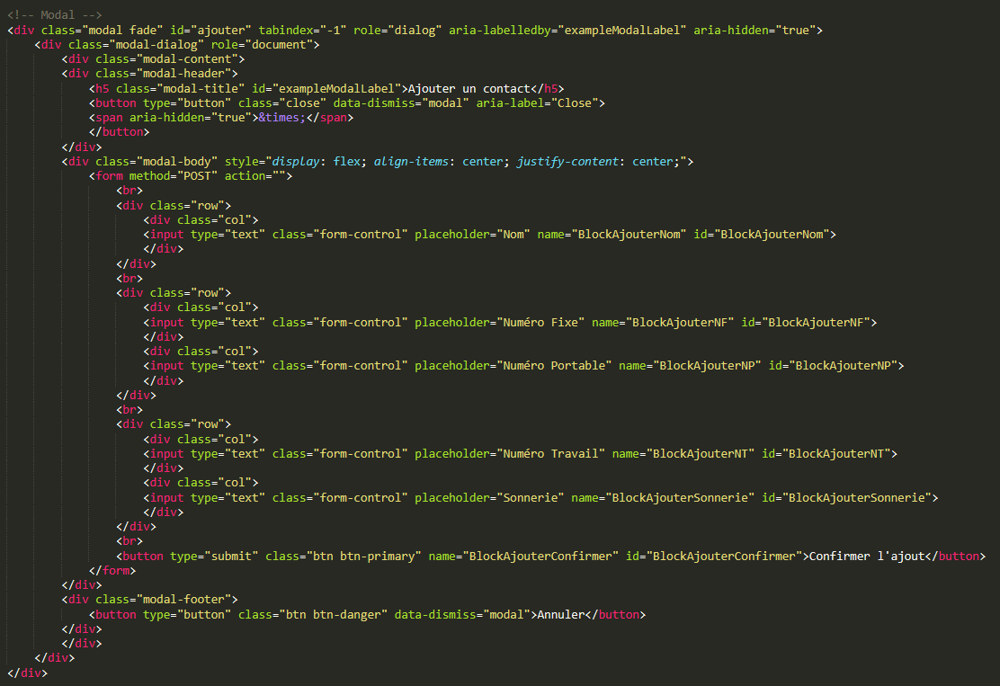 <!-- Modal -->
<div class="modal fade" id="ajouter" tabindex="-1" role="dialog" aria-labelledby="exampleModalLabel" aria-hidden="true">
<div class="modal-dialog" role="document">
<div class="modal-content">
<div class="modal-header">
<h5 class="modal-title" id="exampleModalLabel">Ajouter un contact</h5>
<button type="button" class="close" data-dismiss="modal" aria-label="Close">
<span aria-hidden="true">&times;</span>
</button>
</div>
<div class="modal-body" style="display: flex; align-items: center; justify-content: center;">
<form method="POST" action="">
<br>
<div class="row">
<div class="col">
<input type="text" class="form-control" placeholder="Nom" name="BlockAjouterNom" id="BlockAjouterNom">
</div>
</div>
<br>
<div class="row">
<div class="col">
<input type="text" class="form-control" placeholder="Numéro Fixe" name="BlockAjouterNF" id="BlockAjouterNF">
</div>
<div class="col">
<input type="text" class="form-control" placeholder="Numéro Portable" name="BlockAjouterNP" id="BlockAjouterNP">
</div>
</div>
<br>
<div class="row">
<div class="col">
<input type="text" class="form-control" placeholder="Numéro Travail" name="BlockAjouterNT" id="BlockAjouterNT">
</div>
<div class="col">
<input type="text" class="form-control" placeholder="Sonnerie" name="BlockAjouterSonnerie" id="BlockAjouterSonnerie">
</div>
</div>
<br>
<button type="submit" class="btn btn-primary" name="BlockAjouterConfirmer" id="BlockAjouterConfirmer">Confirmer l'ajout</button>
</form>
</div>
<div class="modal-footer">
<button type="button" class="btn btn-danger" data-dismiss="modal">Annuler</button>
</div>
</div>
</div>
</div>